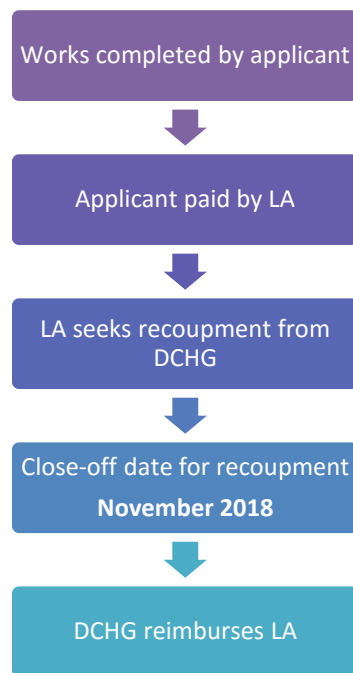 Works completed by applicant
Applicant paid by LA
LA seeks recoupment from
DCHG
Close-off date for recoupment
November 2018
DCHG reimburses LA